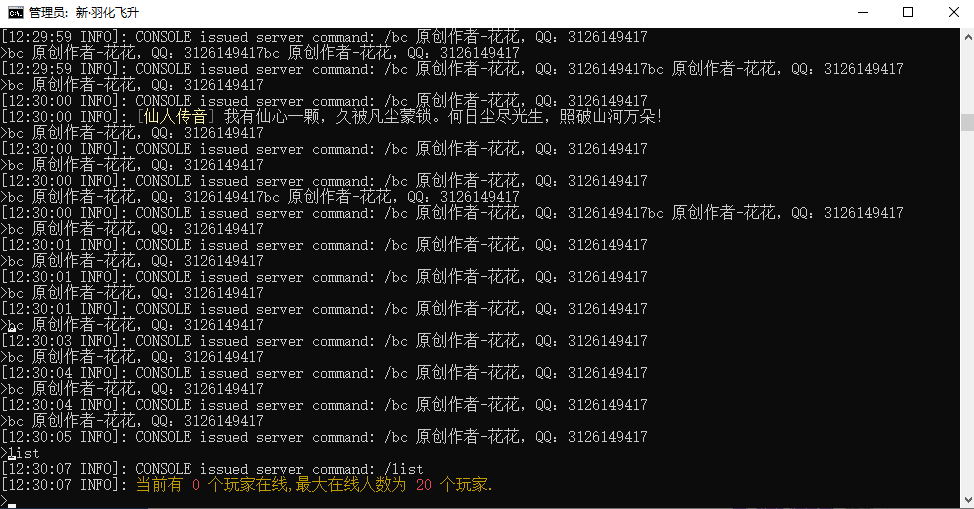 管理员: 新·羽化飞升
[12:29:59 INFO]: CONSOLE issued server command: /bc 原创作者-花花, QQ: 3126149417
>bc 原创作者-花花, QQ: 3126149417bc 原创作者-花花, QQ: 3126149417
[12:29:59 INFO]: CONSOLE issued server command: /bc 原创作者-花花, QQ: 3126149417bc 原创作者-花花, QQ: 3126149417
>bc 原创作者-花花, QQ: 3126149417
[12:30:00 INFO]: CONSOLE issued server command: /bc 原创作者-花花, QQ: 3126149417
[12:30:00 INFO]: [仙人传音] 我有仙心一颗, 久被凡尘蒙锁。何日尘尽光生, 照破山河万朵!
>bc 原创作者-花花, QQ: 3126149417
[12:30:00 INFO]: CONSOLE issued server command: /bc 原创作者-花花, QQ: 3126149417
>bc 原创作者-花花, QQ: 3126149417
[12:30:00 INFO]: CONSOLE issued server command: /bc 原创作者-花花, QQ: 3126149417
>bc 原创作者-花花, QQ: 3126149417bc 原创作者-花花, QQ: 3126149417
[12:30:00 INFO]: CONSOLE issued server command: /bc 原创作者-花花, QQ: 3126149417bc 原创作者-花花, QQ: 3126149417
>bc 原创作者-花花, QQ: 3126149417
[12:30:01 INFO]: CONSOLE issued server command: /bc 原创作者-花花, QQ: 3126149417
>bc 原创作者-花花, QQ: 3126149417
[12:30:01 INFO]: CONSOLE issued server command: /bc 原创作者-花花, QQ: 3126149417
>bc 原创作者-花花, QQ: 3126149417
[12:30:01 INFO]: CONSOLE issued server command: /bc 原创作者-花花, QQ: 3126149417
>bc 原创作者-花花, QQ: 3126149417
[12:30:03 INFO]: CONSOLE issued server command: /bc 原创作者-花花, QQ: 3126149417
>bc 原创作者-花花, QQ: 3126149417
[12:30:04 INFO]: CONSOLE issued server command: /bc 原创作者-花花, QQ: 3126149417
>bc 原创作者-花花, QQ: 3126149417
[12:30:04 INFO]: CONSOLE issued server command: /bc 原创作者-花花, QQ: 3126149417
>bc 原创作者-花花, QQ: 3126149417
[12:30:05 INFO]: CONSOLE issued server command: /bc 原创作者-花花, QQ: 3126149417
>list
[12:30:07 INFO]: CONSOLE issued server command: /list
[12:30:07 INFO]: 当前有 0 个玩家在线,最大在线人数为 20 个玩家.
>